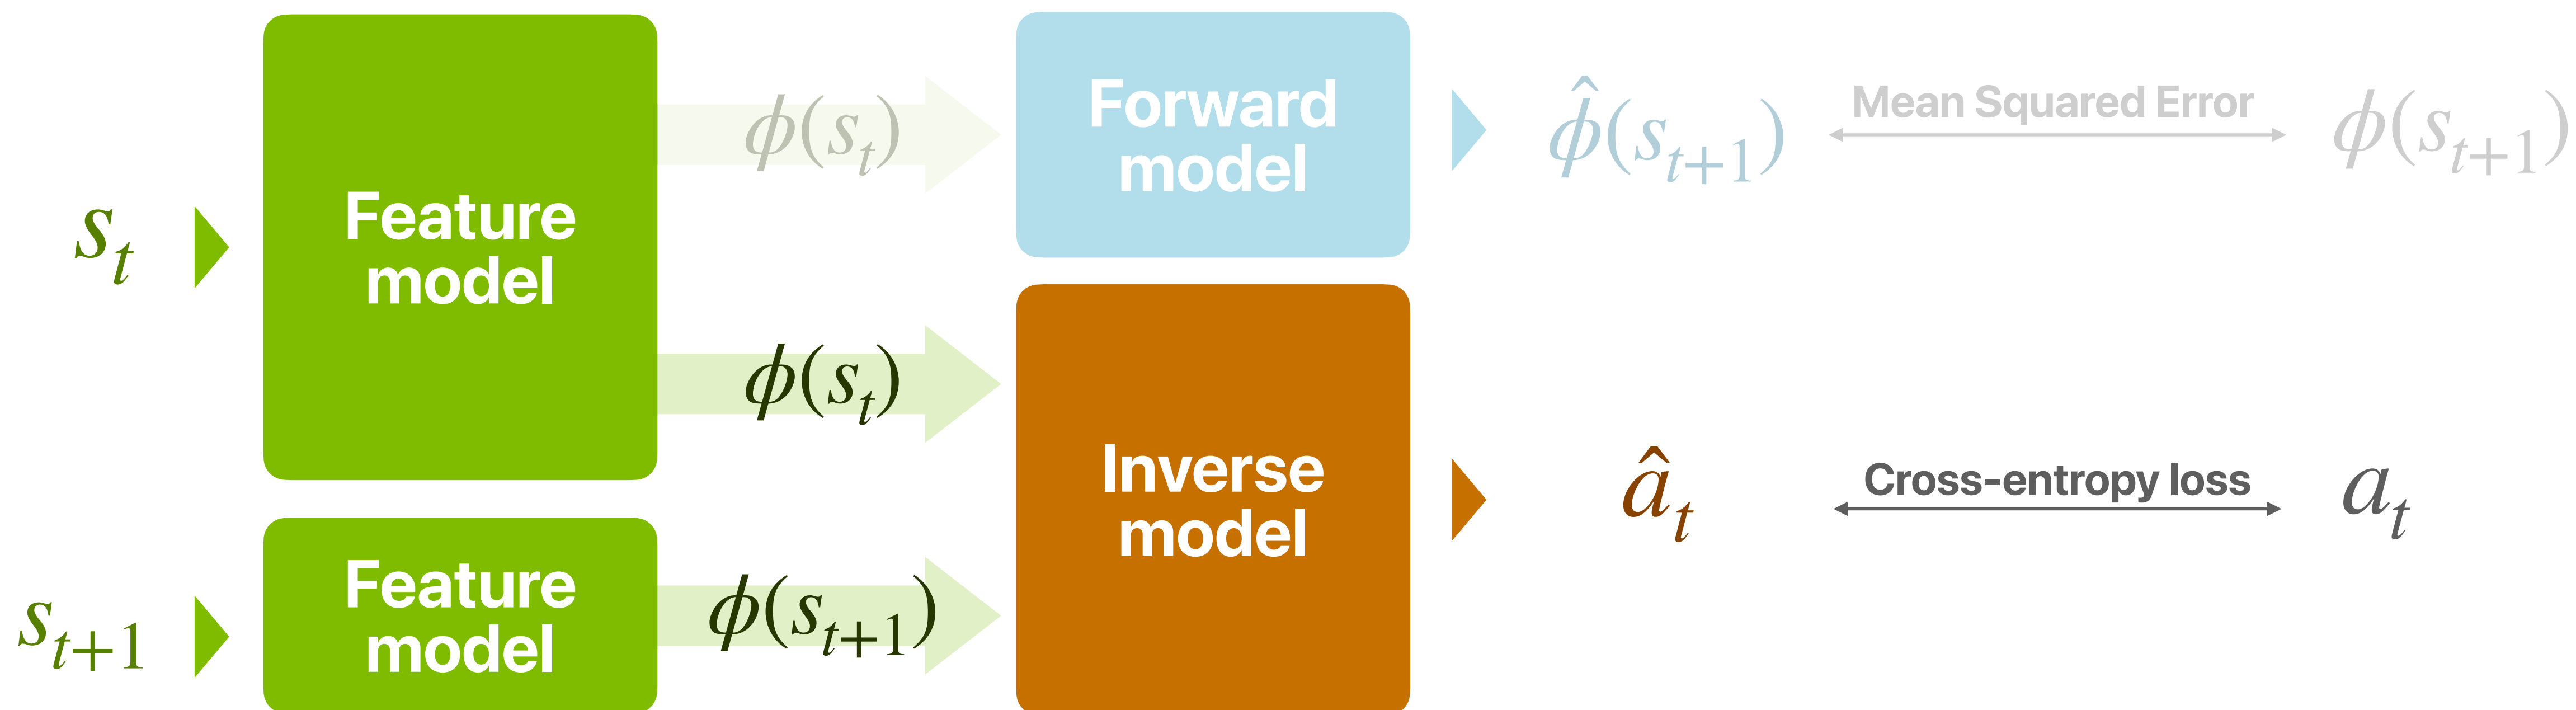 ϕ(s_t)
Forward
model
ϕ̂(s_{t+1})
Mean Squared Error
ϕ(s_{t+1})
s_t
Feature
model
ϕ(s_t)
Inverse
model
â_t
Cross-entropy loss
a_t
s_{t+1}
Feature
model
ϕ(s_{t+1})